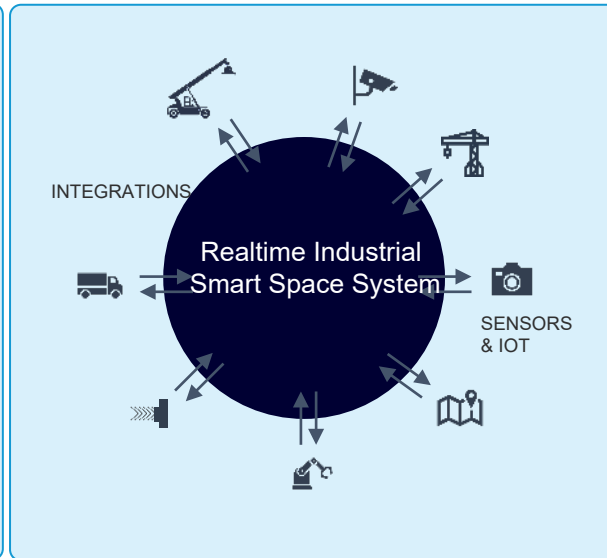 INTEGRATIONS
Realtime Industrial
Smart Space System
SENSORS
& IOT